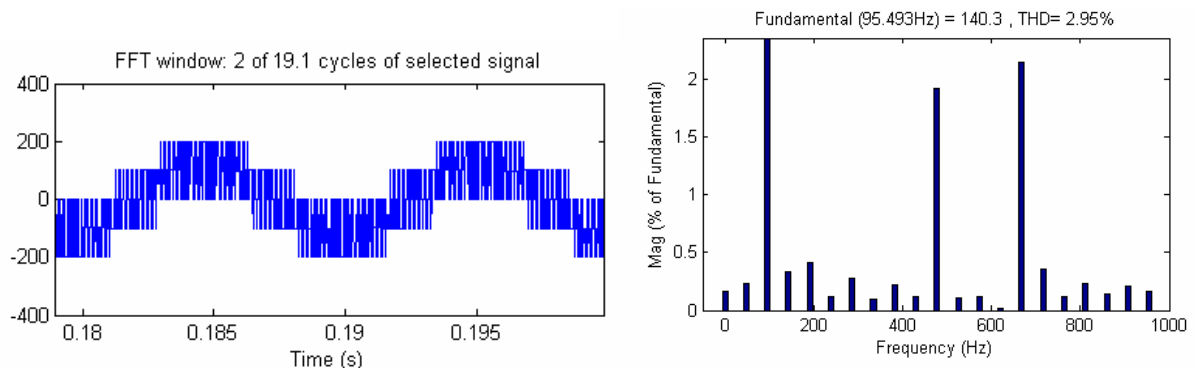 FFT window: 2 of 19.1 cycles of selected signal
400
200
0
-200
-400
0.18 0.185 0.19 0.195
Time (s)
Fundamental (95.493Hz) = 140.3 , THD= 2.95%
Mag (% of Fundamental)
2
1.5
1
0.5
0
0 200 400 600 800 1000
Frequency (Hz)